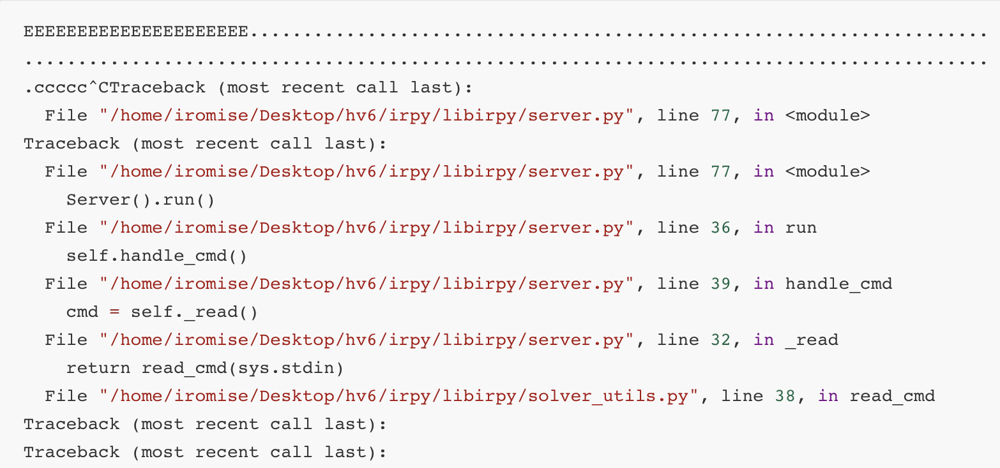 EEEEEEEEEEEEEEEEEEEEE.....................................................................
..........................................................................................
.ccccc^CTraceback (most recent call last):
  File "/home/iromise/Desktop/hv6/irpy/libirpy/server.py", line 77, in <module>
Traceback (most recent call last):
  File "/home/iromise/Desktop/hv6/irpy/libirpy/server.py", line 77, in <module>
    Server().run()
  File "/home/iromise/Desktop/hv6/irpy/libirpy/server.py", line 36, in run
    self.handle_cmd()
  File "/home/iromise/Desktop/hv6/irpy/libirpy/server.py", line 39, in handle_cmd
    cmd = self._read()
  File "/home/iromise/Desktop/hv6/irpy/libirpy/server.py", line 32, in _read
    return read_cmd(sys.stdin)
  File "/home/iromise/Desktop/hv6/irpy/libirpy/solver_utils.py", line 38, in read_cmd
Traceback (most recent call last):
Traceback (most recent call last):